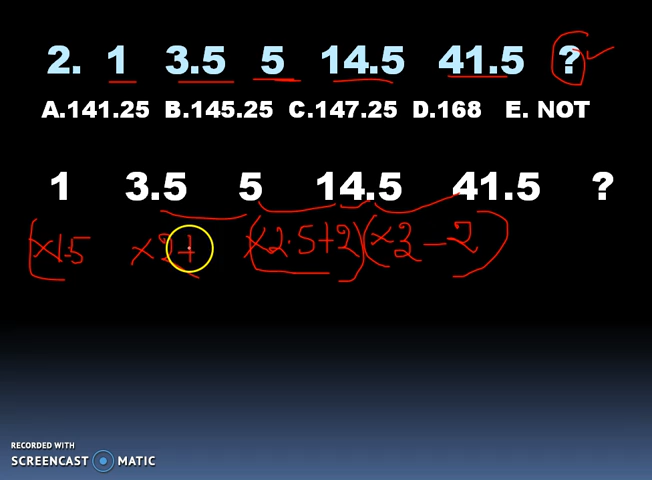 2. 1 3.5 5 14.5 41.5 ?
A.141.25 B.145.25 C.147.25 D.168 E. NOT
1 3.5 5 14.5 41.5 ?
(×1.5 ×2+ (×2.5+2) (×3-2)
RECORDED WITH
SCREENCAST MATIC